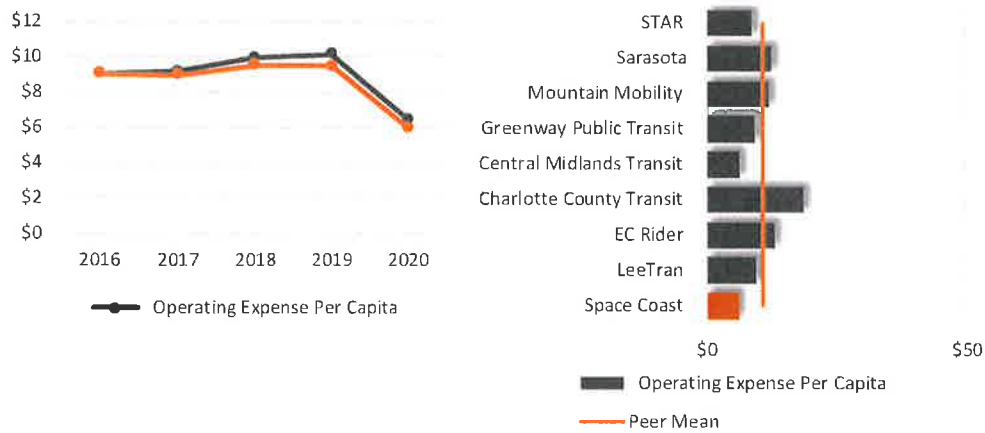 $12
$10
$8
$6
$4
$2
$0
2016 2017 2018 2019 2020
Operating Expense Per Capita
STAR
Sarasota
Mountain Mobility
Greenway Public Transit
Central Midlands Transit
Charlotte County Transit
EC Rider
LeeTran
Space Coast
$0 $50
Operating Expense Per Capita
Peer Mean